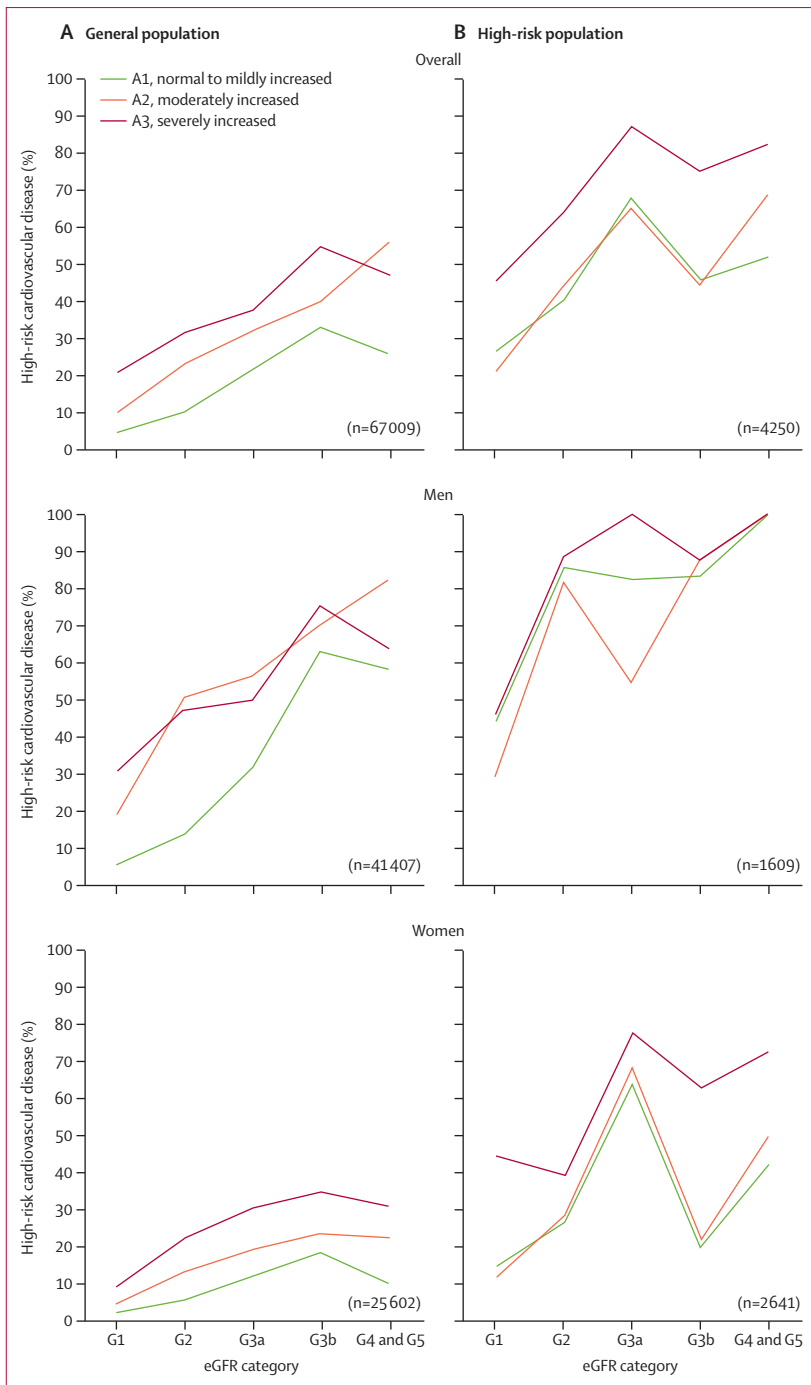 A General population
B High-risk population
Overall
100
90
80
70
60
50
40
30
20
10
0
High-risk cardiovascular disease (%)
A1, normal to mildly increased
A2, moderately increased
A3, severely increased
(n=67 009)
(n=4250)
Men
100
90
80
70
60
50
40
30
20
10
0
High-risk cardiovascular disease (%)
(n=41 407)
(n=1609)
Women
100
90
80
70
60
50
40
30
20
10
0
High-risk cardiovascular disease (%)
(n=25 602)
(n=2641)
G1 G2 G3a G3b G4 and G5
eGFR category
G1 G2 G3a G3b G4 and G5
eGFR category